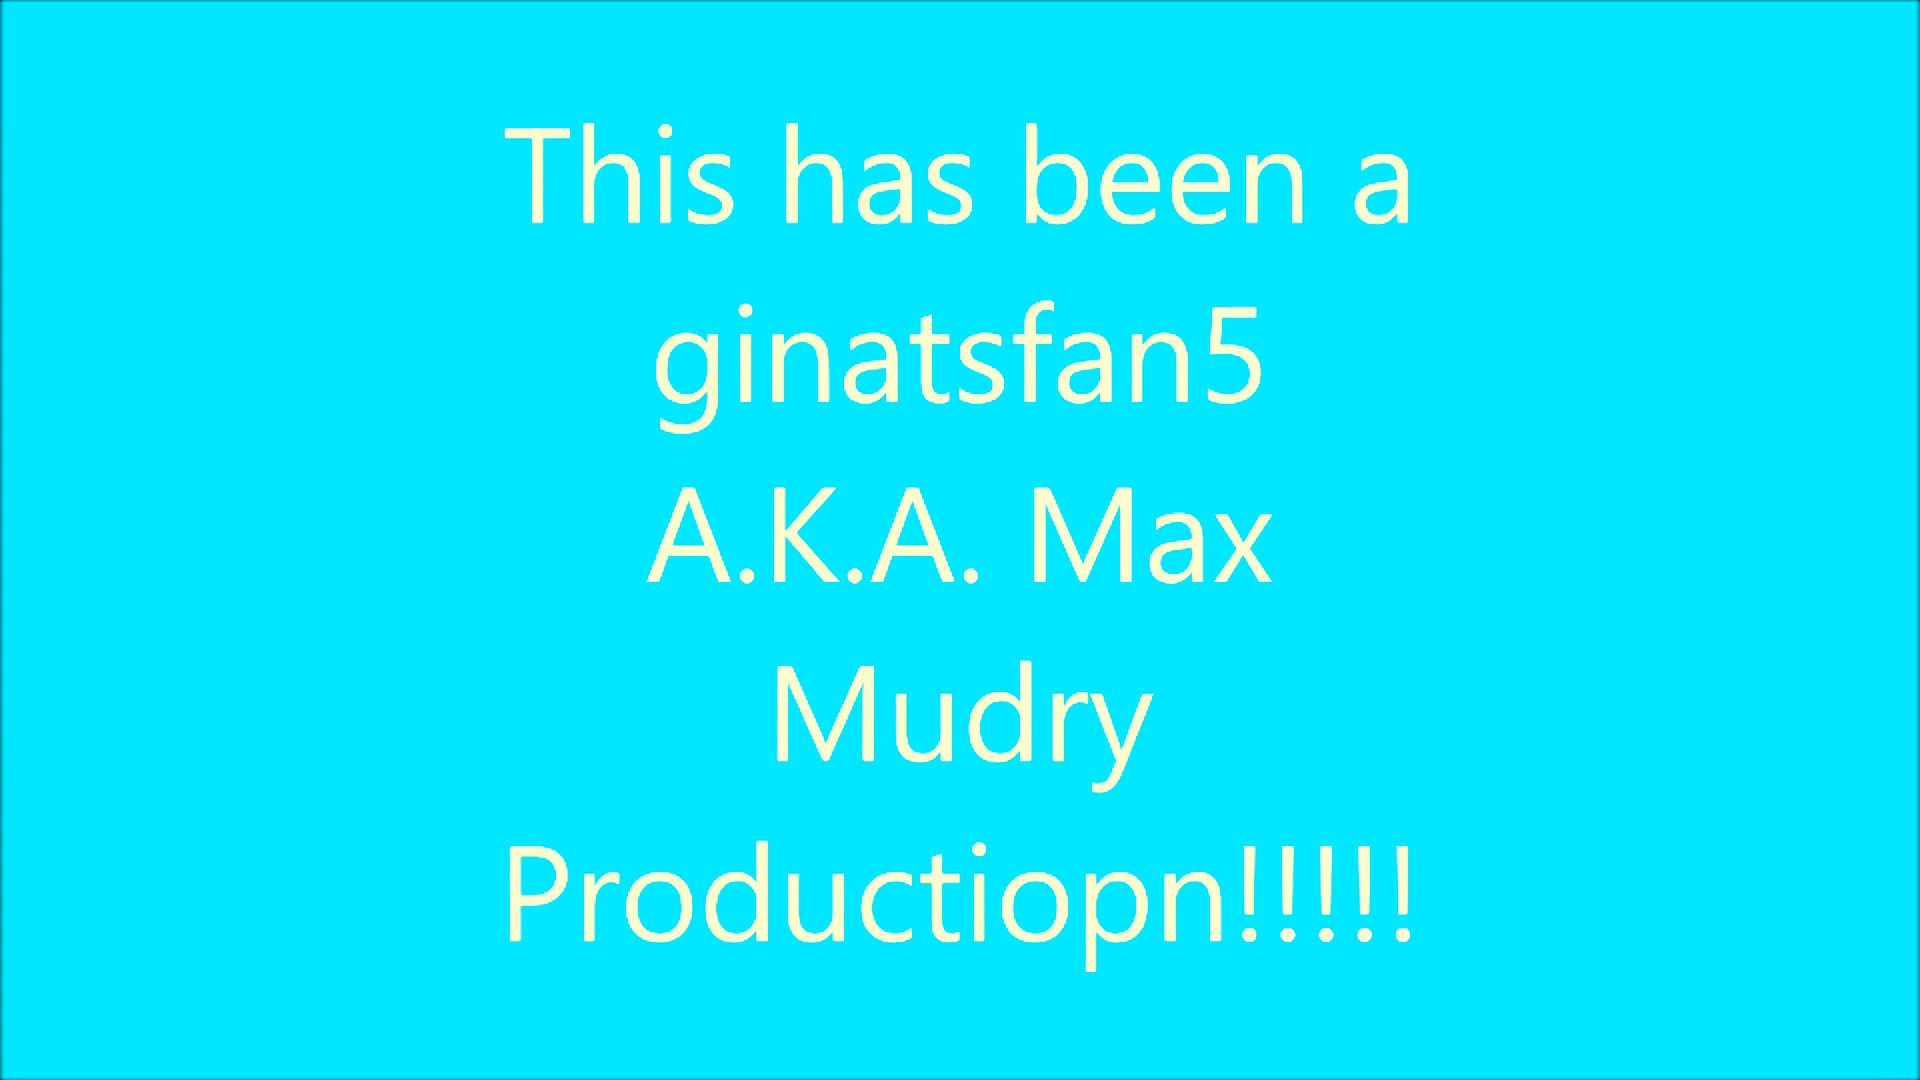 This has been a
ginatsfan5
A.K.A. Max
Mudry
Productiopn!!!!!